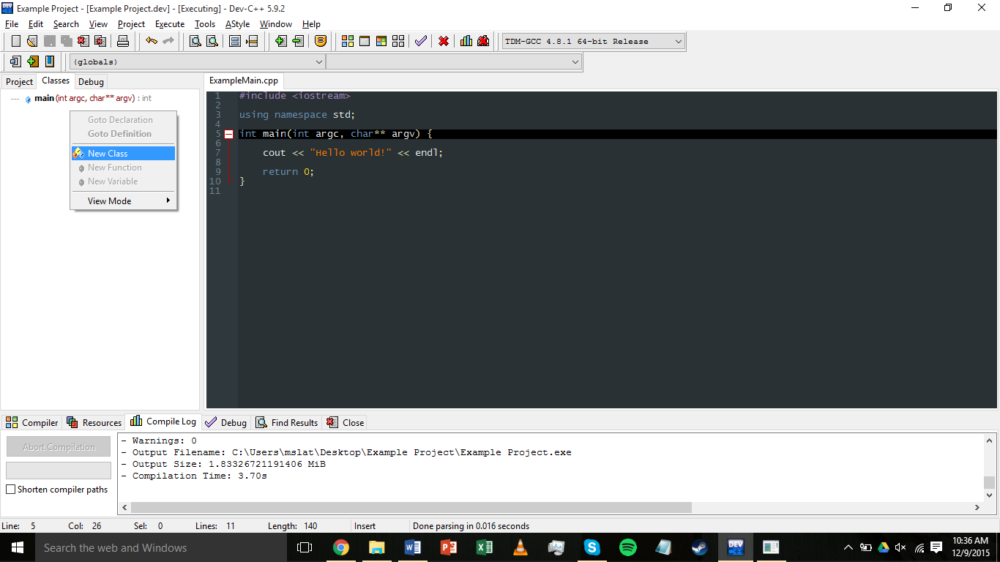 Example Project - [Example Project.dev] - [Executing] - Dev-C++ 5.9.2
File Edit Search View Project Execute Tools AStyle Window Help
TDM-GCC 4.8.1 64-bit Release
(globals)
Project Classes Debug
ExampleMain.cpp
main (int argc, char** argv) : int
Goto Declaration
Goto Definition
New Class
New Function
New Variable
View Mode
1 #include <iostream>
2
3 using namespace std;
4
5 int main(int argc, char** argv) {
6
7 cout << "Hello world!" << endl;
8
9 return 0;
10 }
11
Compiler Resources Compile Log Debug Find Results Close
Abort Compilation
Shorten compiler paths
- Warnings: 0
- Output Filename: C:\Users\mslat\Desktop\Example Project\Example Project.exe
- Output Size: 1.83326721191406 MiB
- Compilation Time: 3.70s
Line: 5 Col: 26 Sel: 0 Lines: 11 Length: 140 Insert Done parsing in 0.016 seconds
Search the web and Windows
DEV
10:36 AM
12/9/2015